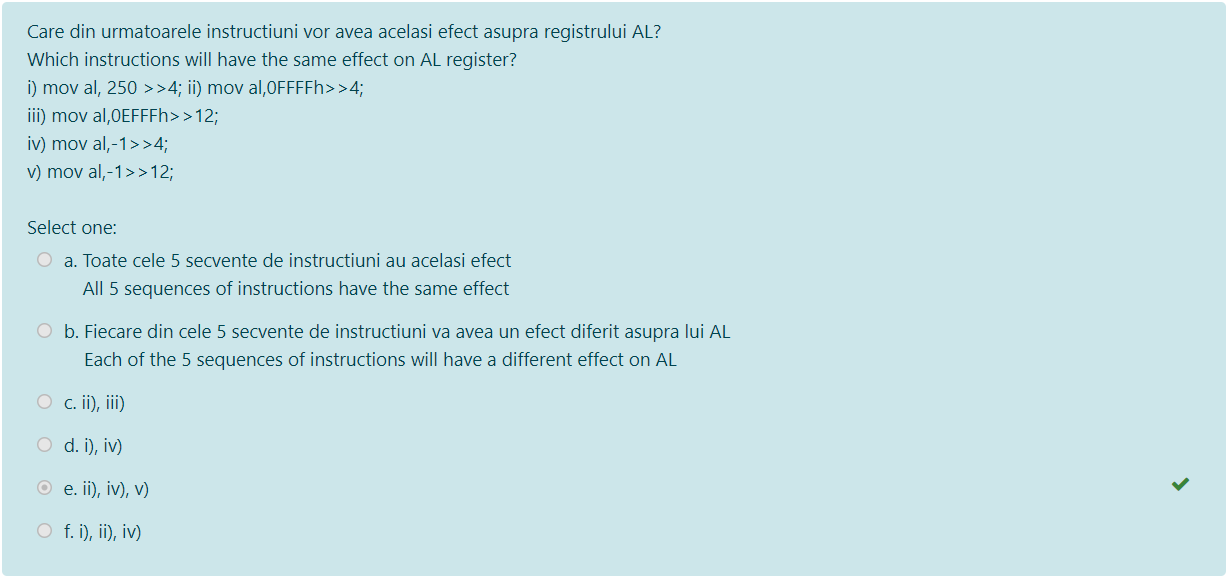 Care din urmatoarele instructiuni vor avea acelasi efect asupra registrului AL?
Which instructions will have the same effect on AL register?
i) mov al, 250 >>4; ii) mov al,0FFFFh>>4;
iii) mov al,0EFFFh>>12;
iv) mov al,-1>>4;
v) mov al,-1>>12;
Select one:
a. Toate cele 5 secvente de instructiuni au acelasi efect
All 5 sequences of instructions have the same effect
b. Fiecare din cele 5 secvente de instructiuni va avea un efect diferit asupra lui AL
Each of the 5 sequences of instructions will have a different effect on AL
c. ii), iii)
d. i), iv)
e. ii), iv), v)
f. i), ii), iv)